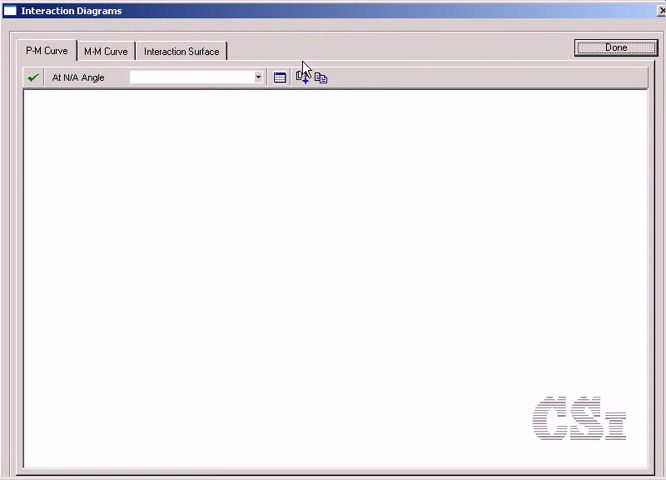 Interaction Diagrams
P-M Curve
M-M Curve
Interaction Surface
Done
At N/A Angle
CSI